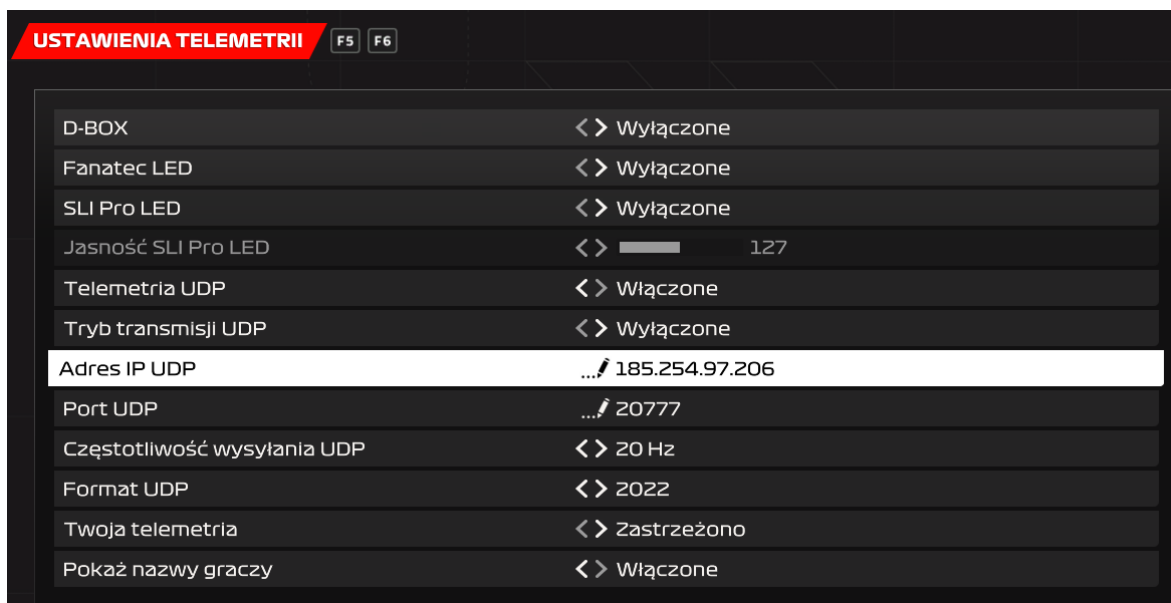 USTAWIENIA TELEMETRII F5 F6
D-BOX Wyłączone
Fanatec LED Wyłączone
SLI Pro LED Wyłączone
Jasność SLI Pro LED 127
Telemetria UDP Włączone
Tryb transmisji UDP Wyłączone
Adres IP UDP ... 185.254.97.206
Port UDP ... 20777
Częstotliwość wysyłania UDP 20 Hz
Format UDP 2022
Twoja telemetria Zastrzeżono
Pokaż nazwy graczy Włączone